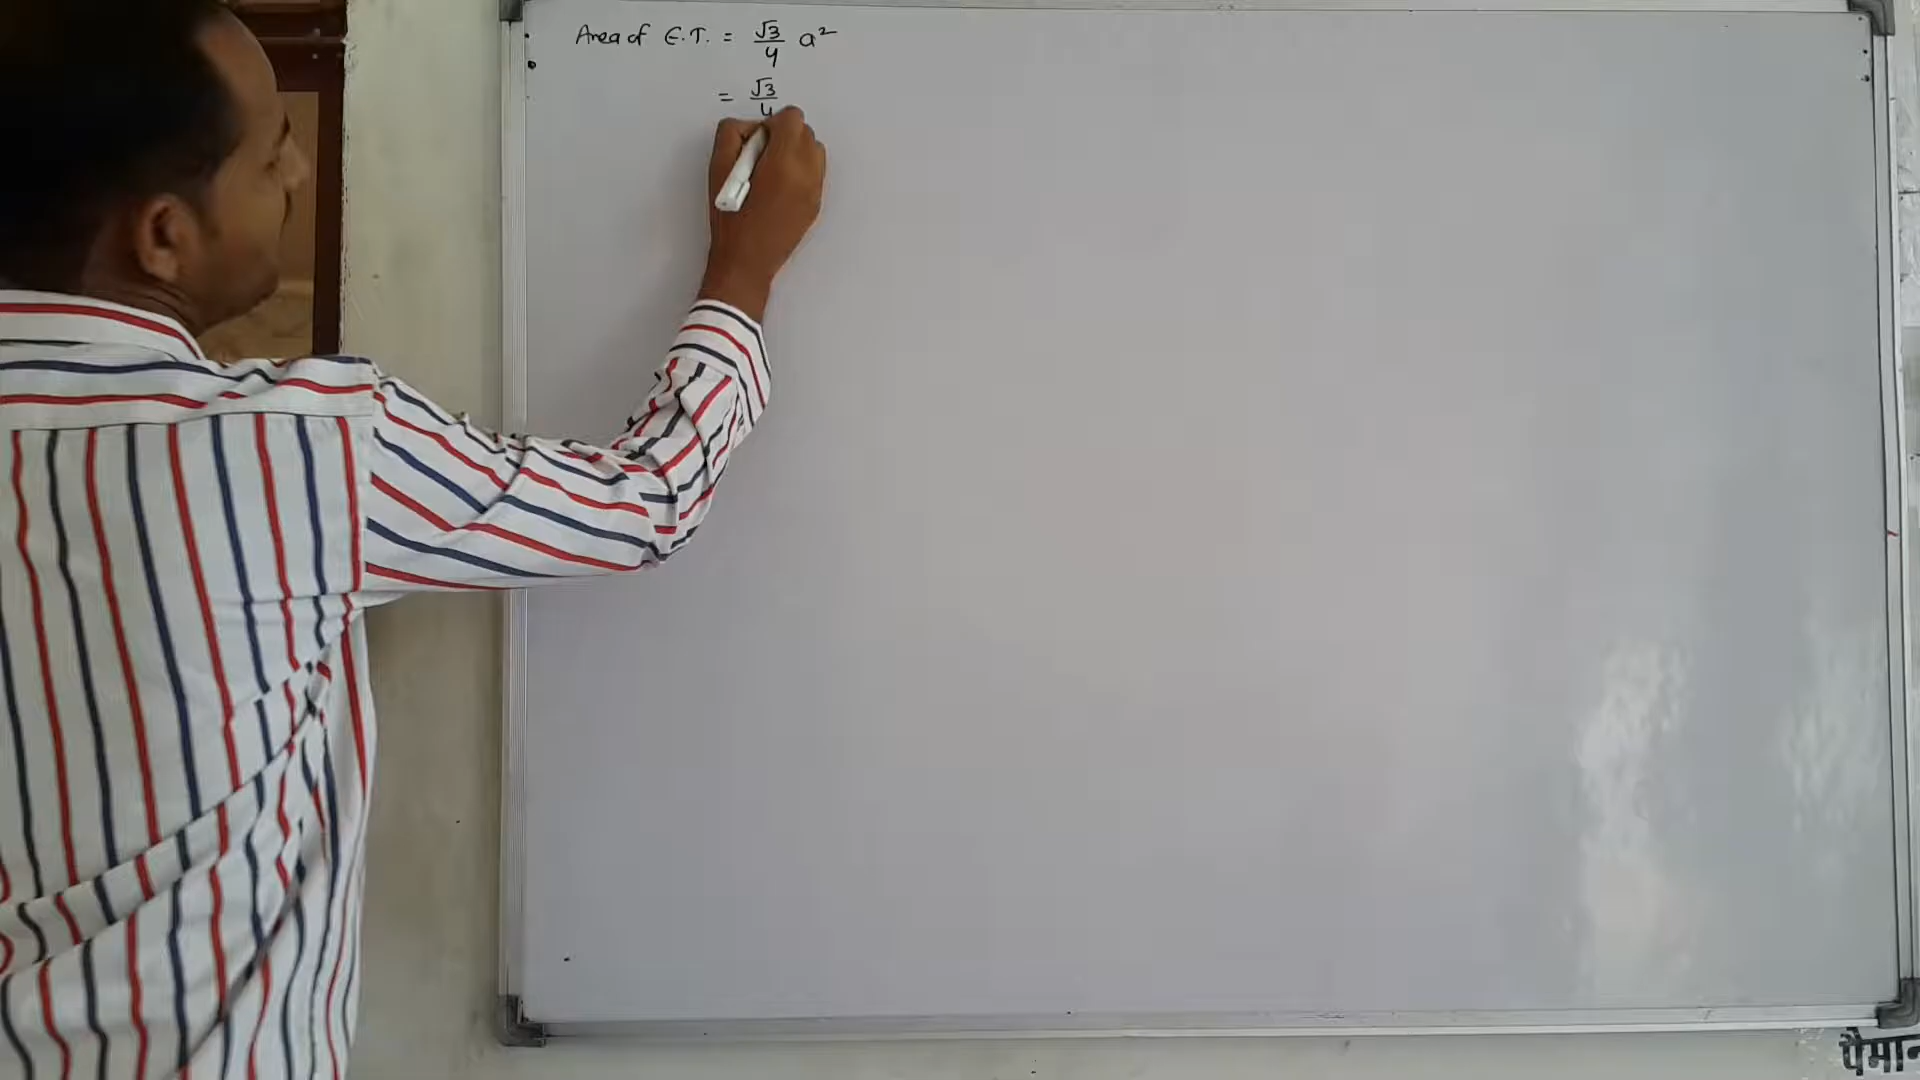 Area of E.T. = √3/4 a²
= √3/4